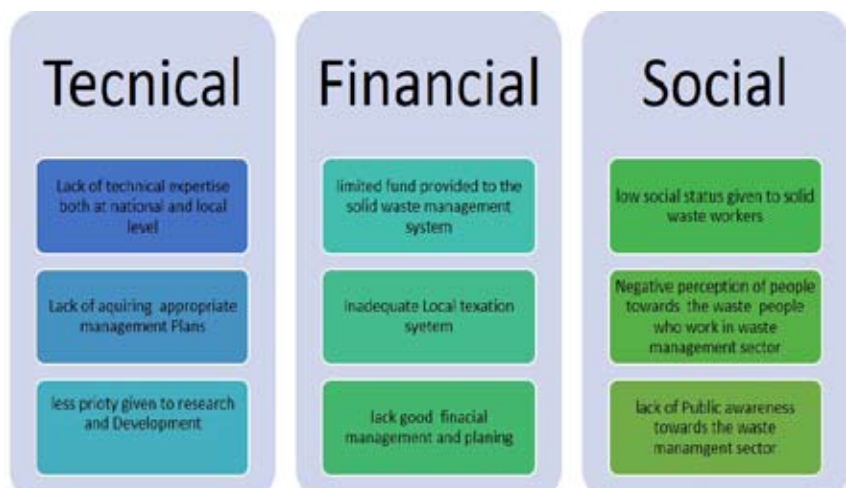 Tecnical
Lack of technical expertise
both at national and local
level
Lack of aquiring appropriate
management Plans
less prioty given to research
and Development
Financial
limited fund provided to the
solid waste management
system
inadequate Local texation
syetem
lack good finacial
management and planing
Social
low social status given to solid
waste workers
Negative perception of people
towards the waste people
who work in waste
management sector
lack of Public awareness
towards the waste
manamgent sector